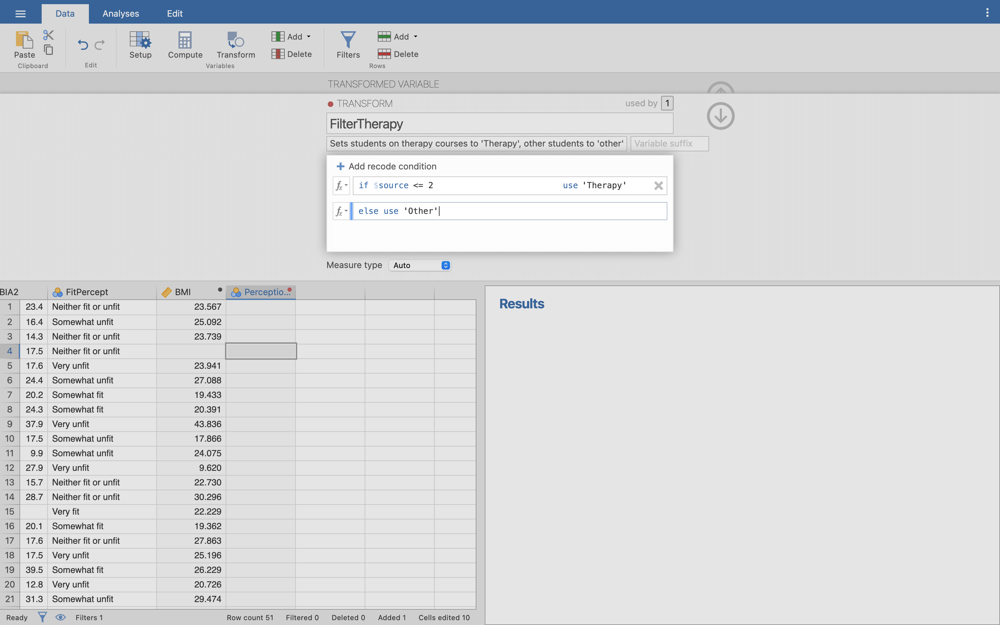 Data Analyses Edit
Paste Setup Compute Transform Add Delete Filters Add Delete
Clipboard Edit Variables Rows
TRANSFORMED VARIABLE
TRANSFORM used by 1
FilterTherapy
Sets students on therapy courses to 'Therapy', other students to 'other' Variable suffix
+ Add recode condition
fx if $source <= 2 use 'Therapy'
fx else use 'Other'
Measure type Auto
BIA2 FitPercept BMI Perceptio...
1 23.4 Neither fit or unfit 23.567
2 16.4 Somewhat unfit 25.092
3 14.3 Neither fit or unfit 23.739
4 17.5 Neither fit or unfit
5 17.6 Very unfit 23.941
6 24.4 Somewhat unfit 27.088
7 20.2 Somewhat fit 19.433
8 24.3 Somewhat fit 20.391
9 37.9 Very unfit 43.836
10 17.5 Somewhat unfit 17.866
11 9.9 Somewhat unfit 24.075
12 27.9 Very unfit 9.620
13 15.7 Neither fit or unfit 22.730
14 28.7 Neither fit or unfit 30.296
15 Very fit 22.229
16 20.1 Somewhat fit 19.362
17 17.6 Neither fit or unfit 27.863
18 17.5 Very unfit 25.196
19 39.5 Somewhat fit 26.229
20 12.8 Very unfit 20.726
21 31.3 Somewhat unfit 29.474
Results
Ready Filters 1 Row count 51 Filtered 0 Deleted 0 Added 1 Cells edited 10